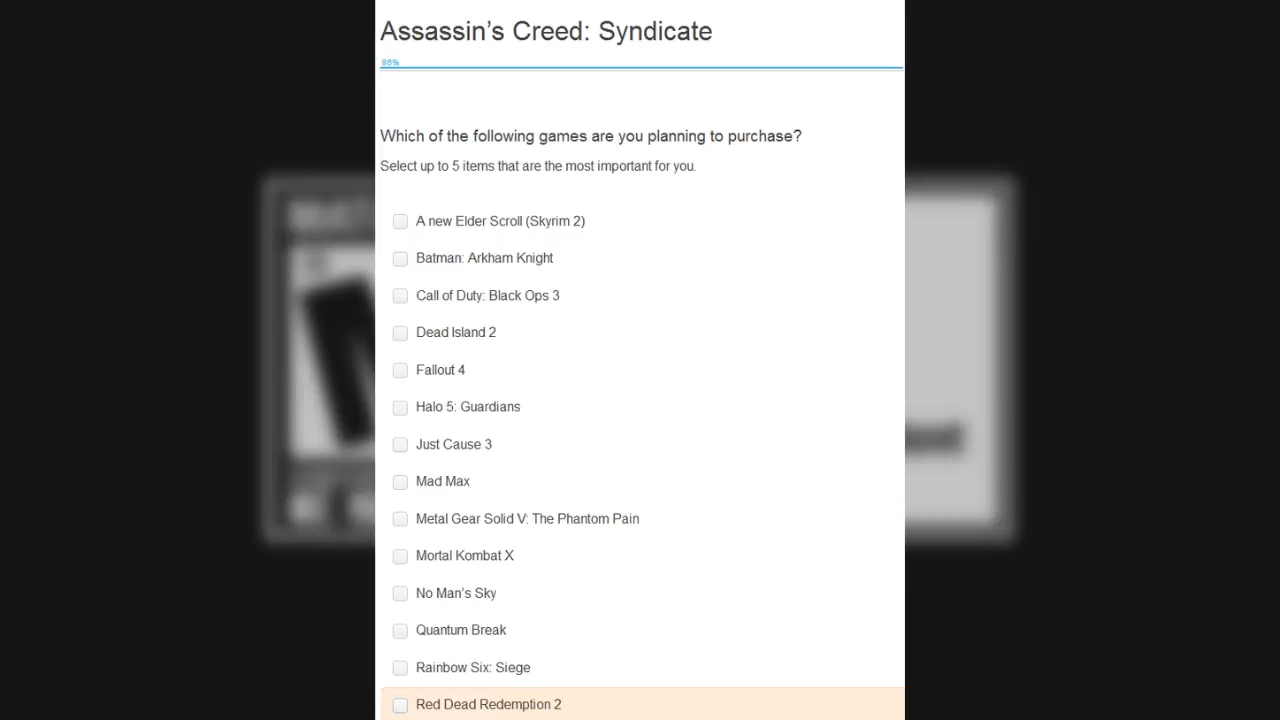 Assassin’s Creed: Syndicate
86%
Which of the following games are you planning to purchase?
Select up to 5 items that are the most important for you.
A new Elder Scroll (Skyrim 2)
Batman: Arkham Knight
Call of Duty: Black Ops 3
Dead Island 2
Fallout 4
Halo 5: Guardians
Just Cause 3
Mad Max
Metal Gear Solid V: The Phantom Pain
Mortal Kombat X
No Man’s Sky
Quantum Break
Rainbow Six: Siege
Red Dead Redemption 2